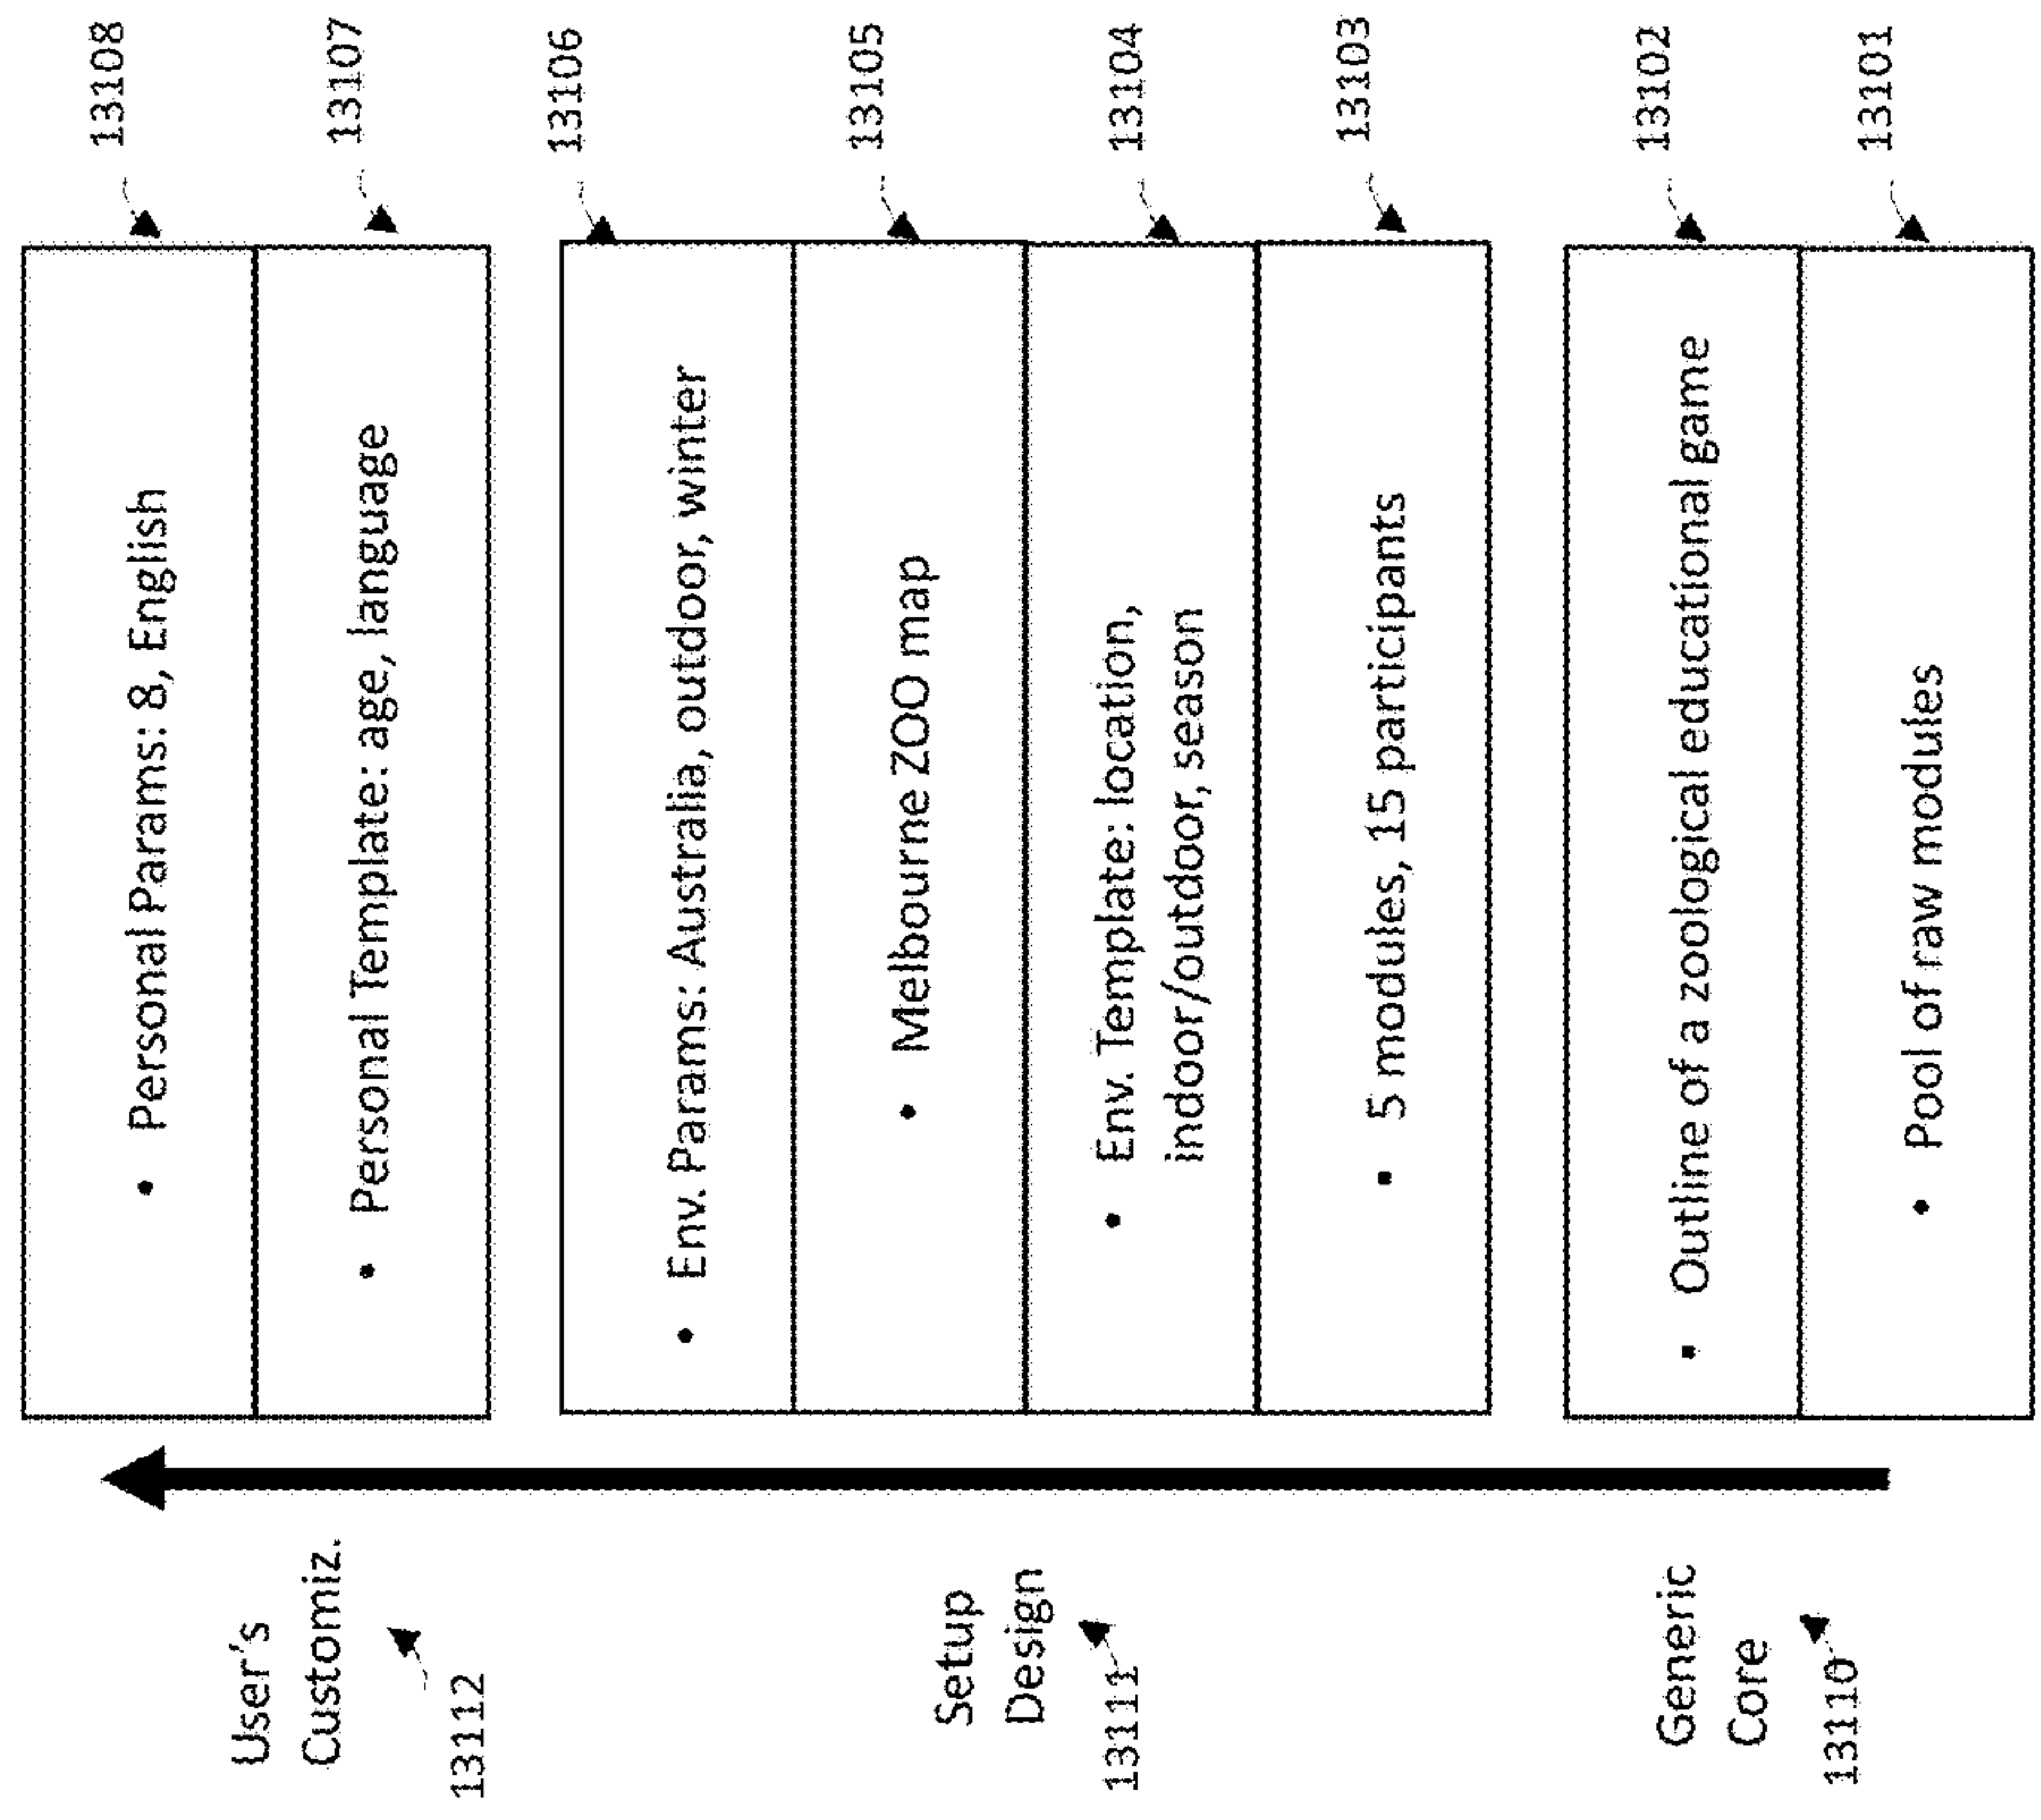 User's
Customiz.
13112
• Personal Params: 8, English
13108
• Personal Template: age, language
13107
Setup
Design
13111
• Env. Params: Australia, outdoor, winter
13106
• Melbourne ZOO map
13105
• Env. Template: location,
indoor/outdoor, season
13104
▪ 5 modules, 15 participants
13103
Generic
Core
13110
▪ Outline of a zoological educational game
13102
• Pool of raw modules
13101